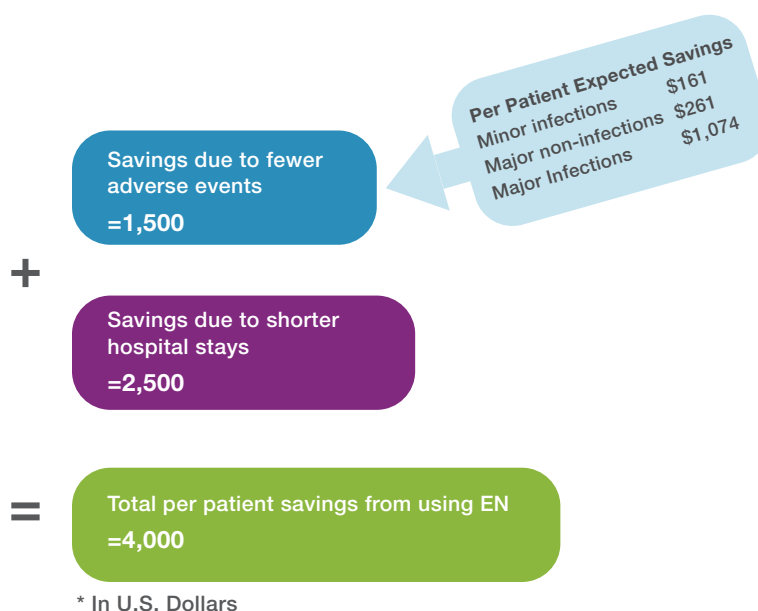 Per Patient Expected Savings
Minor infections $161
Major non-infections $261
Major Infections $1,074
Savings due to fewer
adverse events
=1,500
+
Savings due to shorter
hospital stays
=2,500
=
Total per patient savings from using EN
=4,000
* In U.S. Dollars